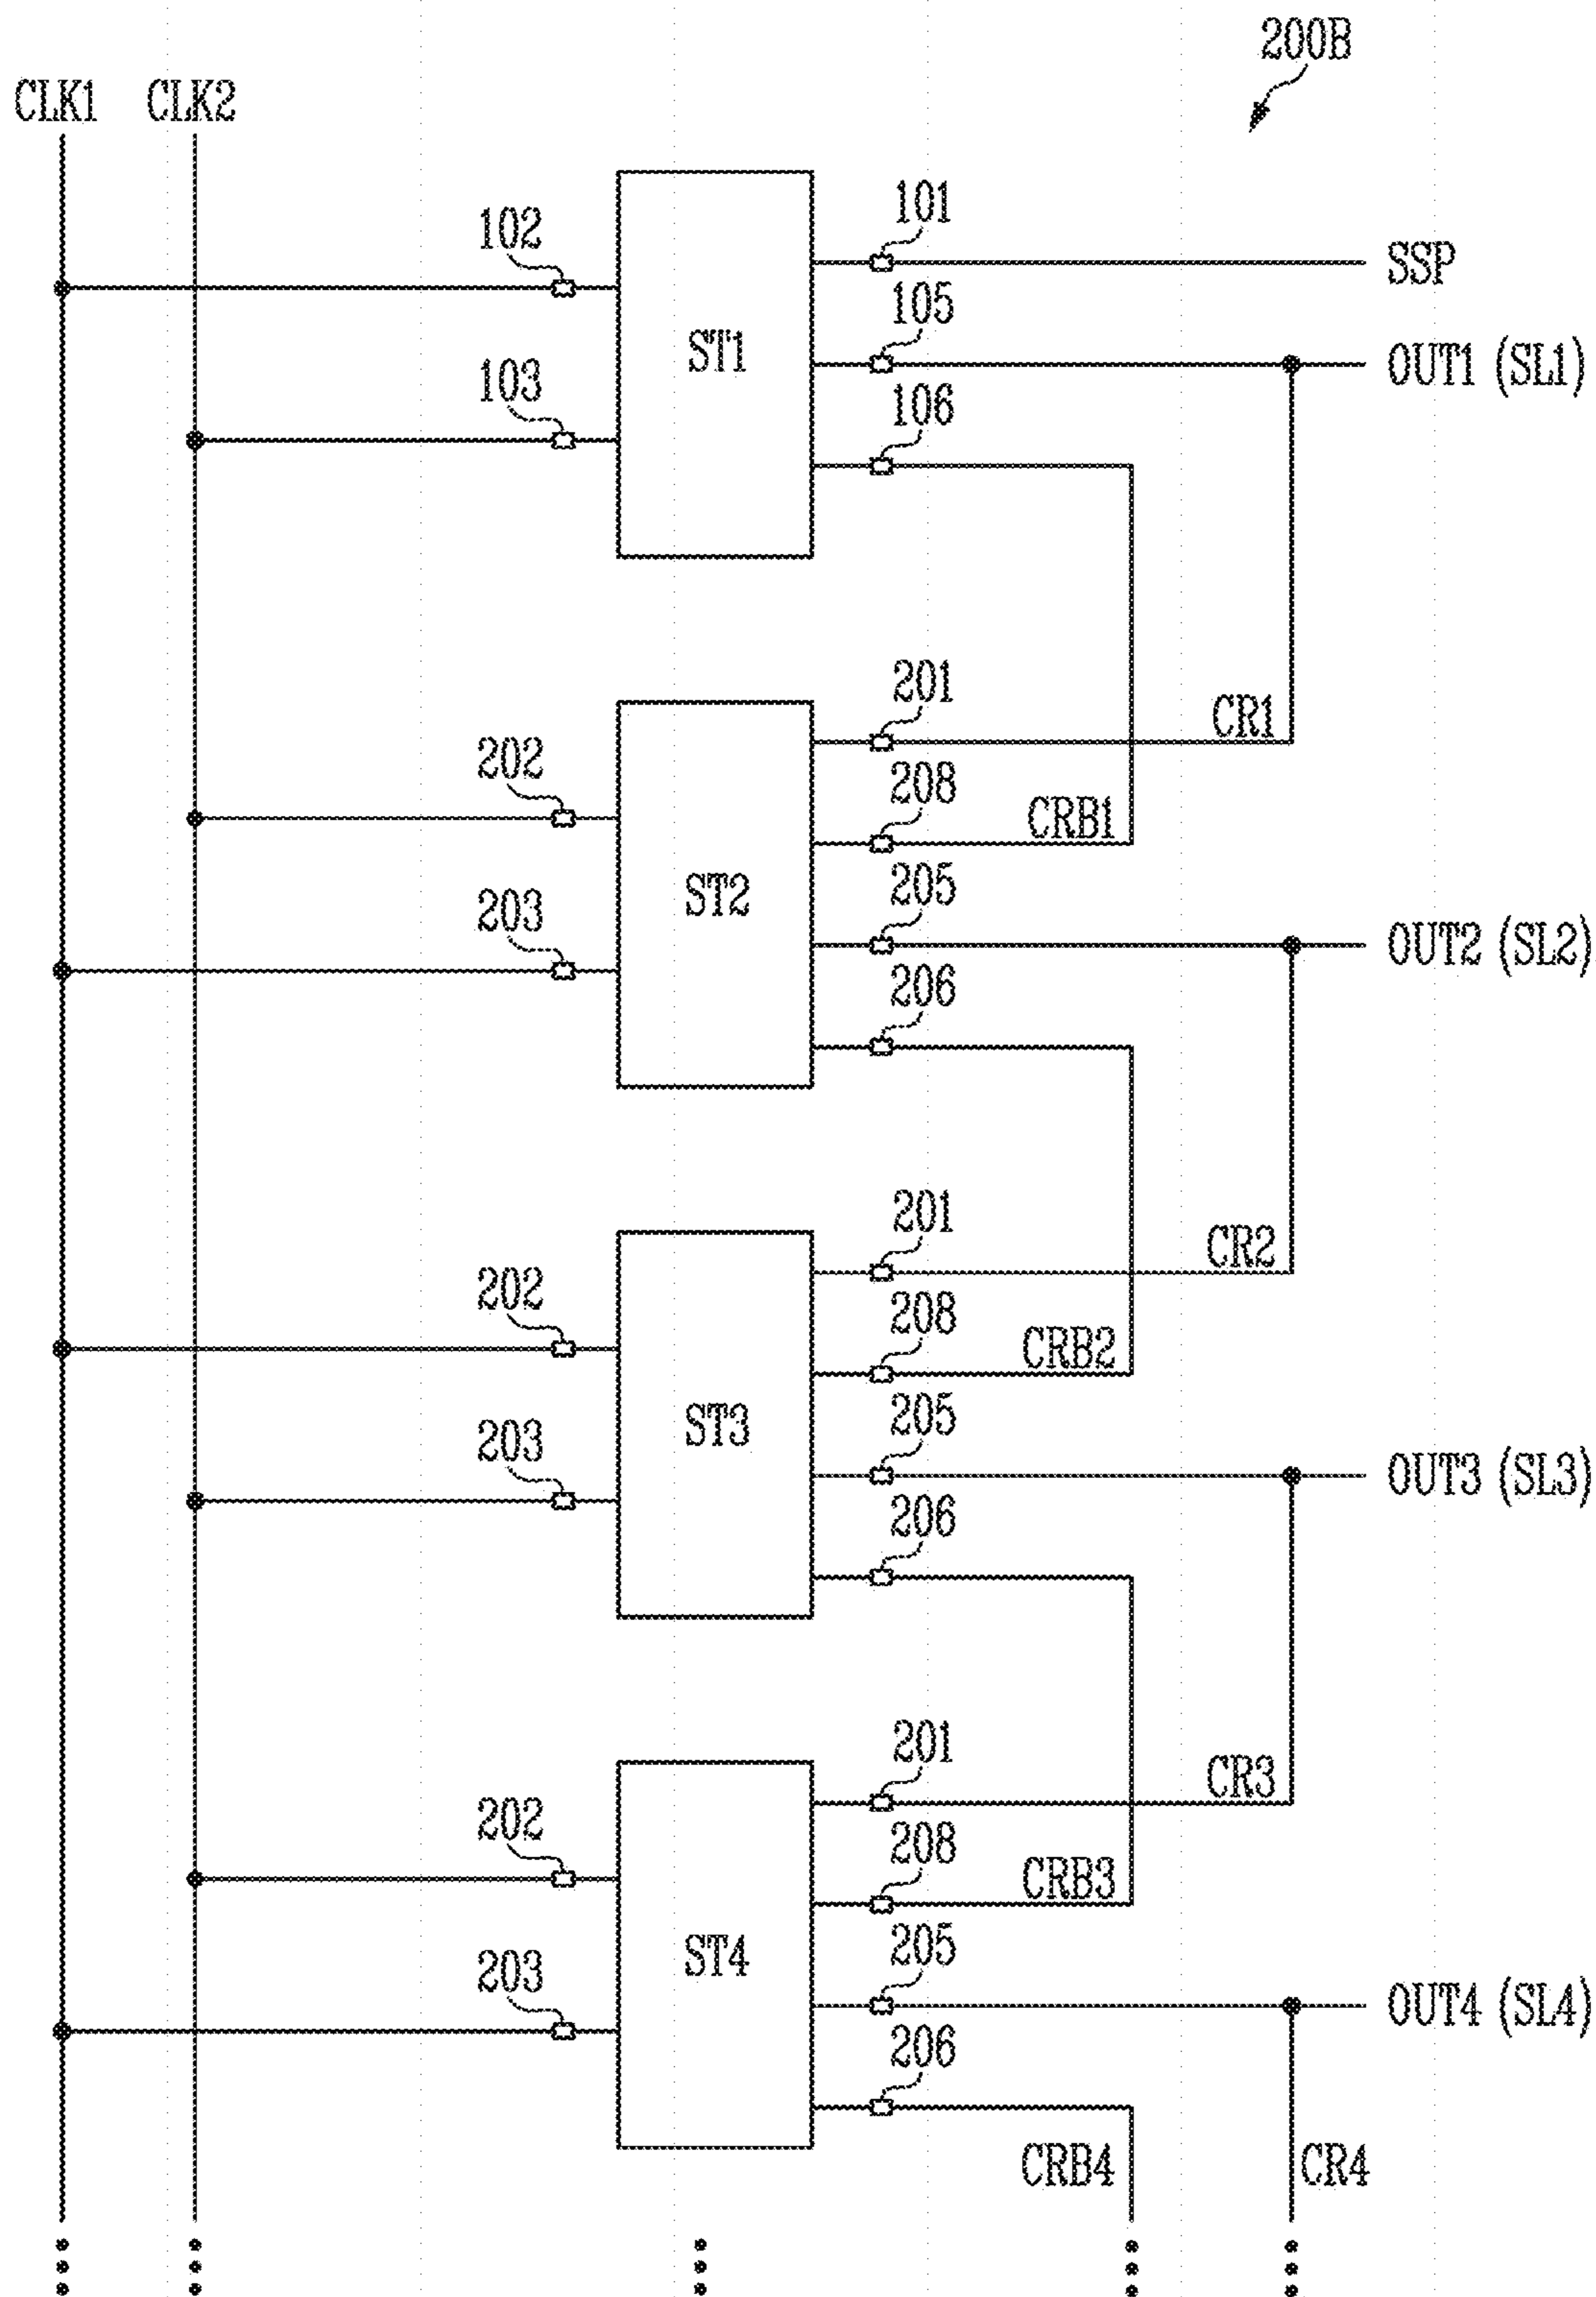 200B
CLK1 CLK2
101
102 SSP
105
ST1 OUT1 (SL1)
103 106
201 CR1
202 208 CRB1
205
ST2
203 OUT2 (SL2)
206
201 CR2
202 208 CRB2
205
ST3
203 OUT3 (SL3)
206
201 CR3
202 208 CRB3
205
ST4
203 OUT4 (SL4)
206
CRB4 CR4